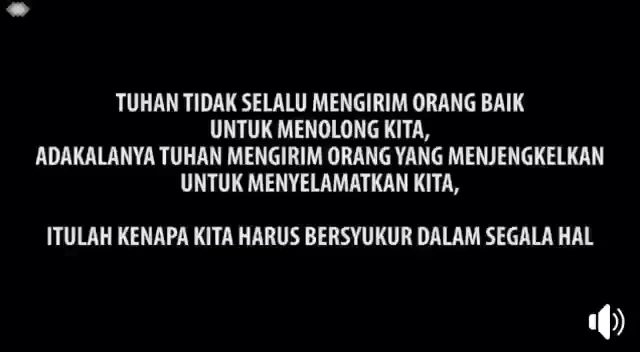 TUHAN TIDAK SELALU MENGIRIM ORANG BAIK
UNTUK MENOLONG KITA,
ADAKALANYA TUHAN MENGIRIM ORANG YANG MENJENGKELKAN
UNTUK MENYELAMATKAN KITA,
ITULAH KENAPA KITA HARUS BERSYUKUR DALAM SEGALA HAL